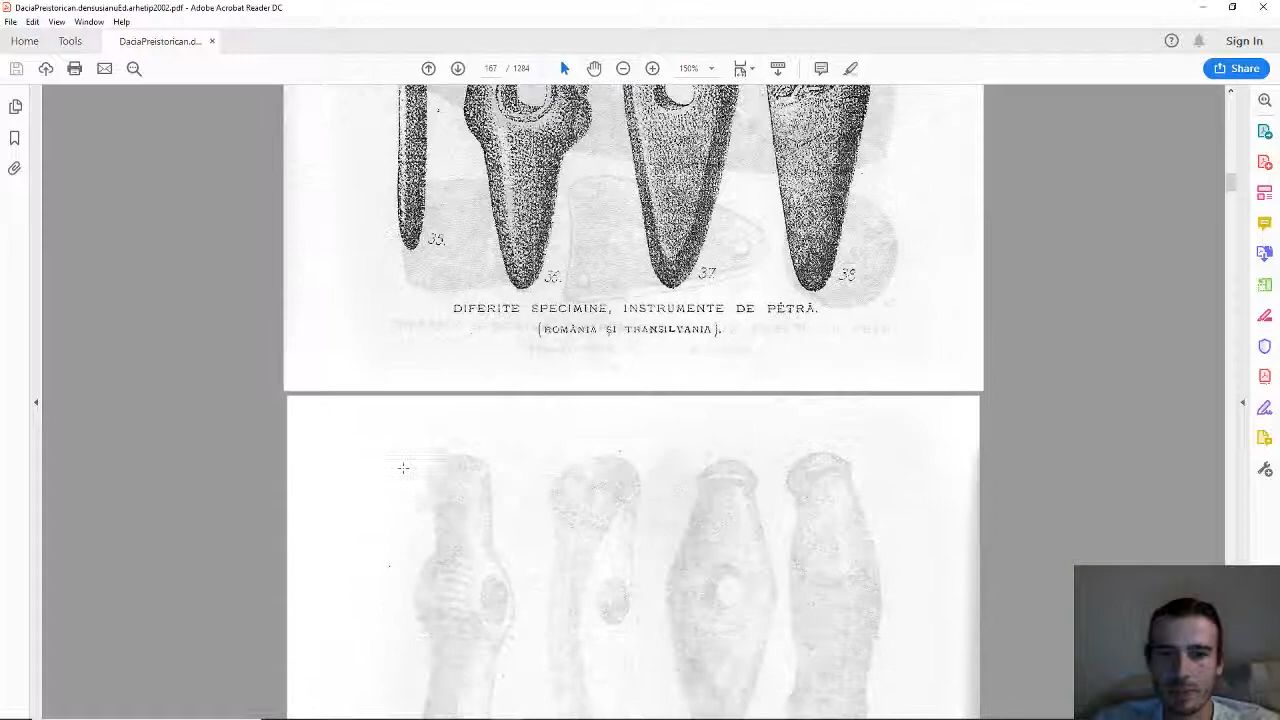 DaciaPreistorican.densusianuEd.arhetip2002.pdf - Adobe Acrobat Reader DC
File Edit View Window Help
Home Tools DaciaPreistorican.d... Sign In
167 / 1284 150% Share
35. 36. 37 38
DIFERITE SPECIMINE, INSTRUMENTE DE PÉTRĂ.
(ROMÂNIA ȘI TRANSILVANIA).